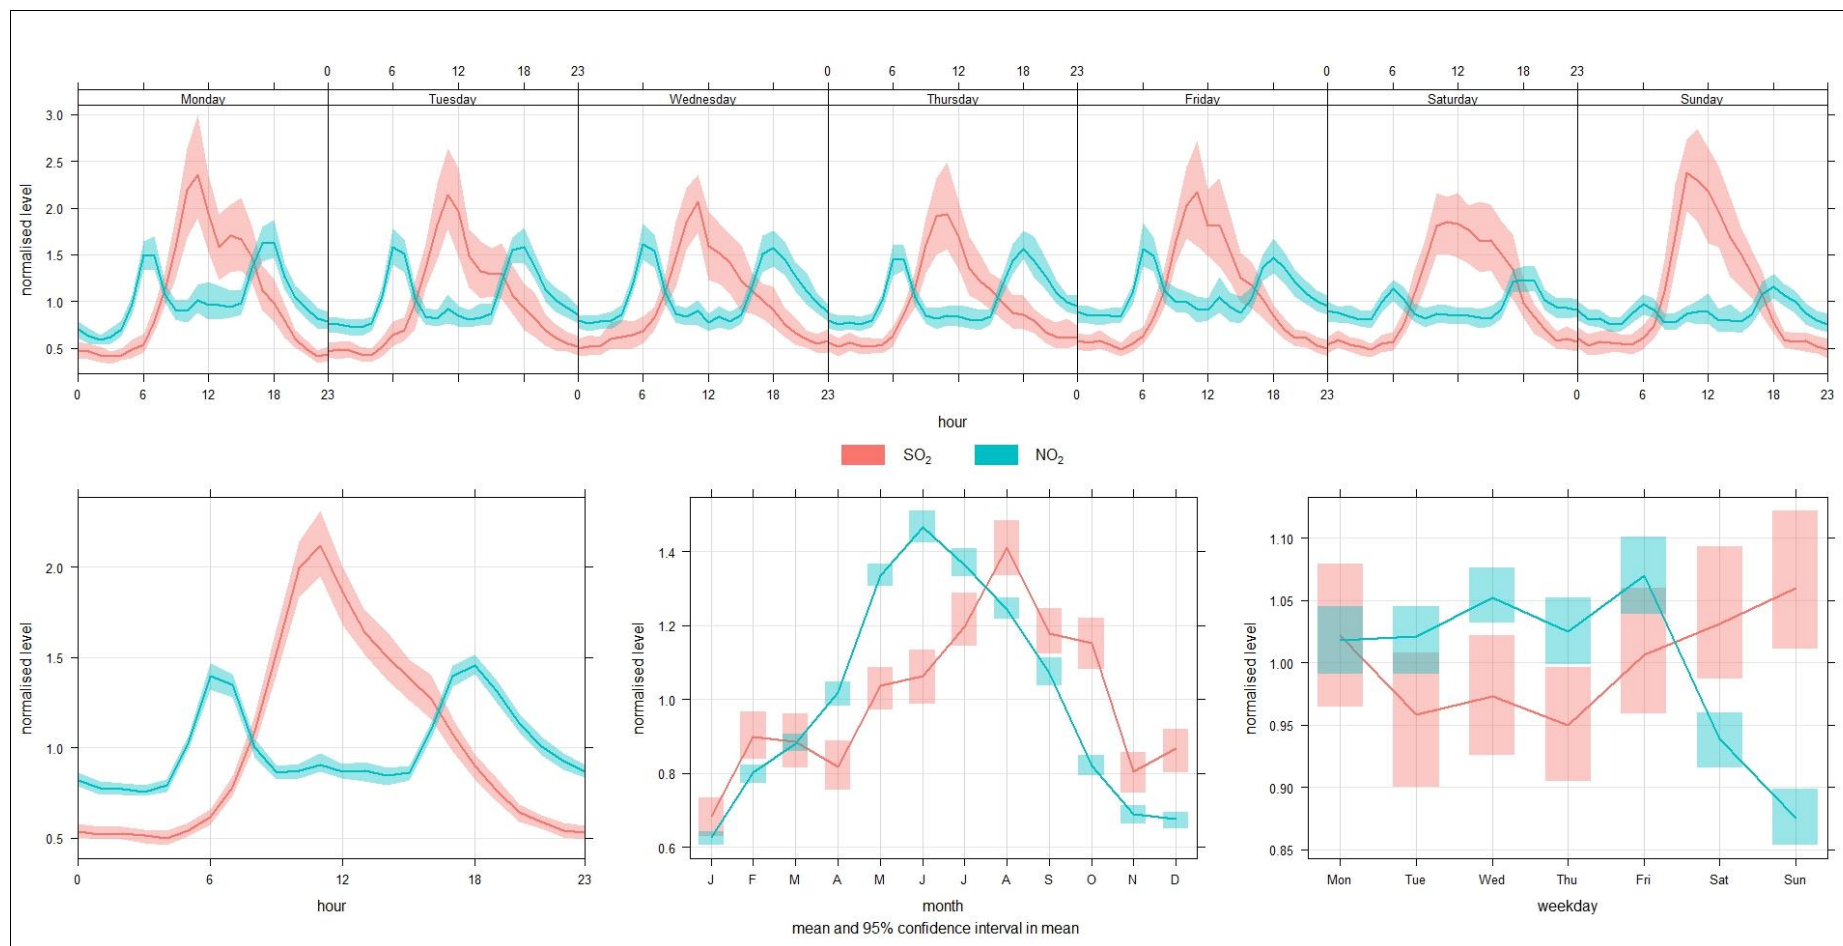 0 6 12 18 23 0 6 12 18 23 0 6 12 18 23
Monday Tuesday Wednesday Thursday Friday Saturday Sunday
3.0
2.5
2.0
1.5
1.0
0.5
normalised level
0 6 12 18 23 0 6 12 18 23 0 6 12 18 23 0 6 12 18 23
hour
SO₂ NO₂
2.0
1.5
1.0
0.5
normalised level
0 6 12 18 23
hour
1.4
1.2
1.0
0.8
0.6
normalised level
J F M A M J J A S O N D
month
1.10
1.05
1.00
0.95
0.90
0.85
normalised level
Mon Tue Wed Thu Fri Sat Sun
weekday
mean and 95% confidence interval in mean